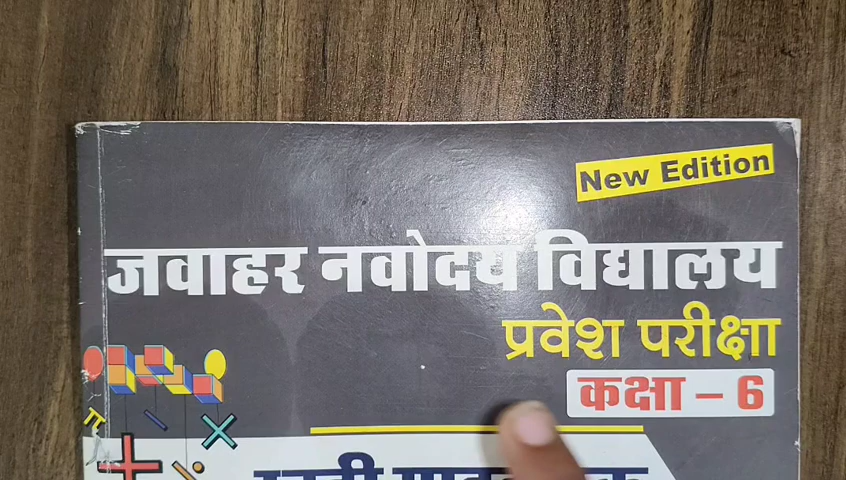 New Edition
जवाहर नवोदय विद्यालय
प्रवेश परीक्षा
कक्षा – 6